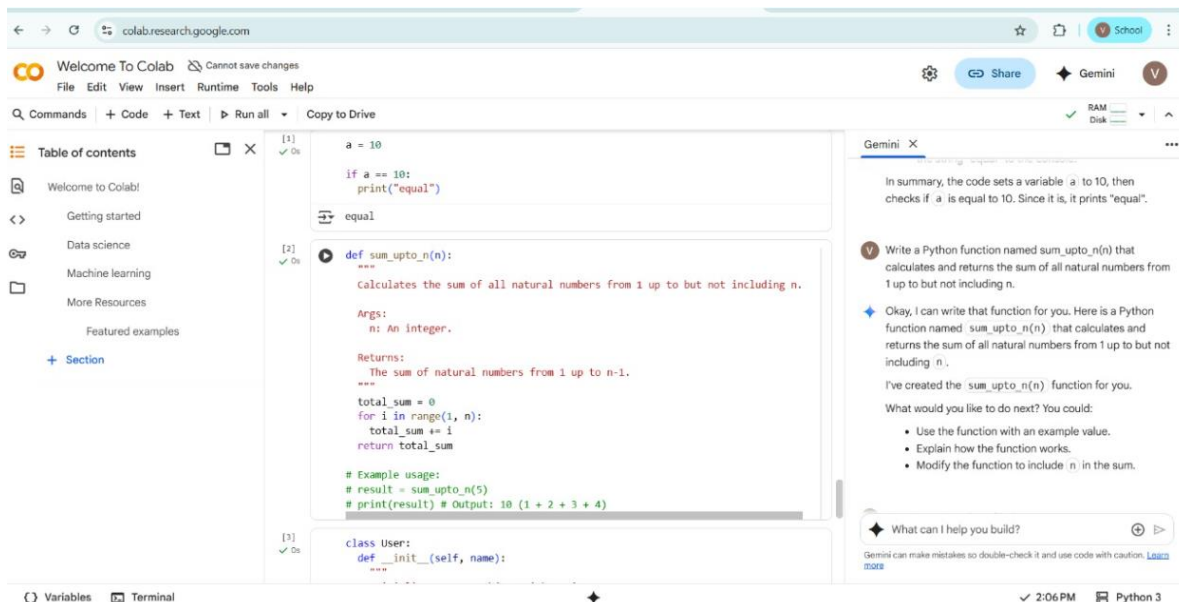 colab.research.google.com
School
Welcome To Colab
Cannot save changes
File Edit View Insert Runtime Tools Help
Share
Gemini
V
Commands + Code + Text Run all Copy to Drive
RAM
Disk
Table of contents
Welcome to Colab!
Getting started
Data science
Machine learning
More Resources
Featured examples
+ Section
[1]
0s
a = 10
if a == 10:
print("equal")
equal
[2]
0s
def sum_upto_n(n):
"""
Calculates the sum of all natural numbers from 1 up to but not including n.
Args:
n: An integer.
Returns:
The sum of natural numbers from 1 up to n-1.
"""
total_sum = 0
for i in range(1, n):
total_sum += i
return total_sum
# Example usage:
# result = sum_upto_n(5)
# print(result) # Output: 10 (1 + 2 + 3 + 4)
[3]
0s
class User:
def __init__(self, name):
"""
Gemini
In summary, the code sets a variable a to 10, then
checks if a is equal to 10. Since it is, it prints "equal".
V
Write a Python function named sum_upto_n(n) that
calculates and returns the sum of all natural numbers from
1 up to but not including n.
Okay, I can write that function for you. Here is a Python
function named sum_upto_n(n) that calculates and
returns the sum of all natural numbers from 1 up to but not
including n.
I've created the sum_upto_n(n) function for you.
What would you like to do next? You could:
• Use the function with an example value.
• Explain how the function works.
• Modify the function to include n in the sum.
What can I help you build?
Gemini can make mistakes so double-check it and use code with caution. Learn
more
Variables Terminal
2:06 PM Python 3